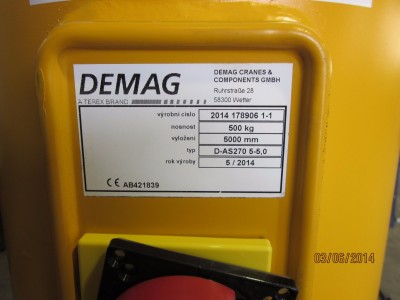 DEMAG
A TEREX BRAND
DEMAG CRANES &
COMPONENTS GMBH
Ruhrstraße 28
58300 Wetter
výrobní císlo 2014 178906 1-1
nosnost 500 kg
vyložení 5000 mm
typ D-AS270 5-5,0
rok výroby 5 / 2014
CE AB421839
03/06/2014